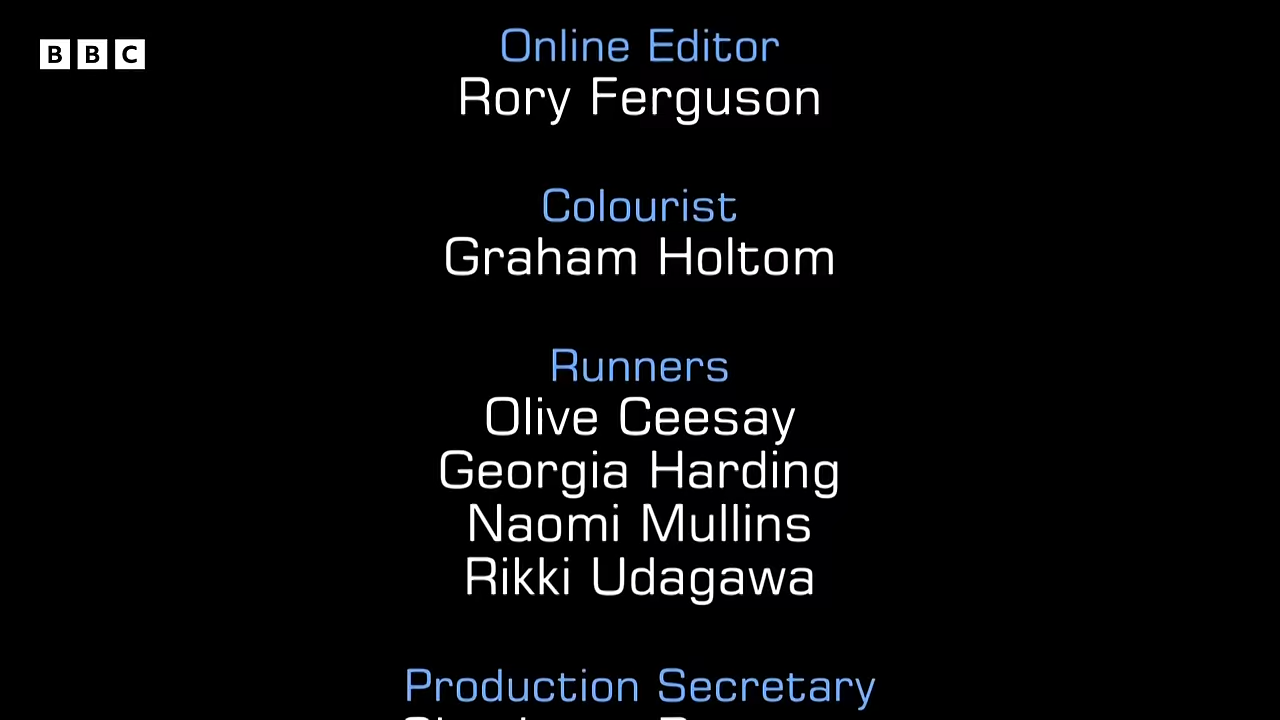 BBC
Online Editor
Rory Ferguson
Colourist
Graham Holtom
Runners
Olive Ceesay
Georgia Harding
Naomi Mullins
Rikki Udagawa
Production Secretary